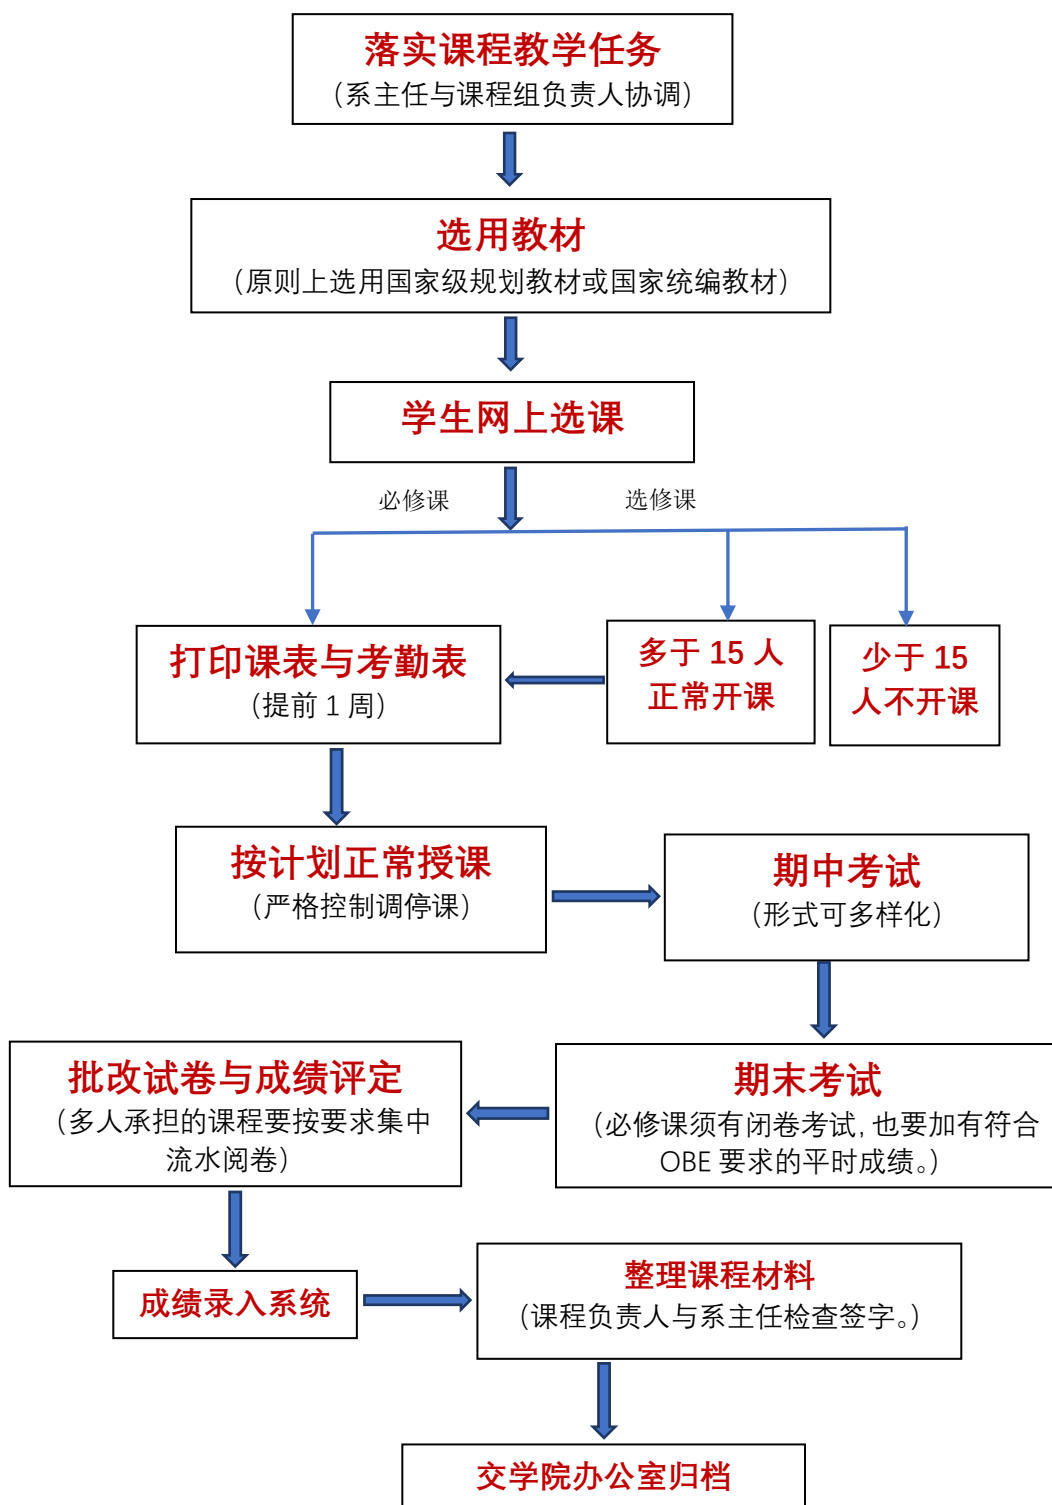 落实课程教学任务
（系主任与课程组负责人协调）
选用教材
（原则上选用国家级规划教材或国家统编教材）
学生网上选课
必修课
选修课
打印课表与考勤表
（提前 1 周）
多于 15 人
正常开课
少于 15
人不开课
按计划正常授课
（严格控制调停课）
期中考试
（形式可多样化）
批改试卷与成绩评定
（多人承担的课程要按要求集中
流水阅卷）
期末考试
（必修课须有闭卷考试，也要加有符合
OBE 要求的平时成绩。）
成绩录入系统
整理课程材料
（课程负责人与系主任检查签字。）
交学院办公室归档